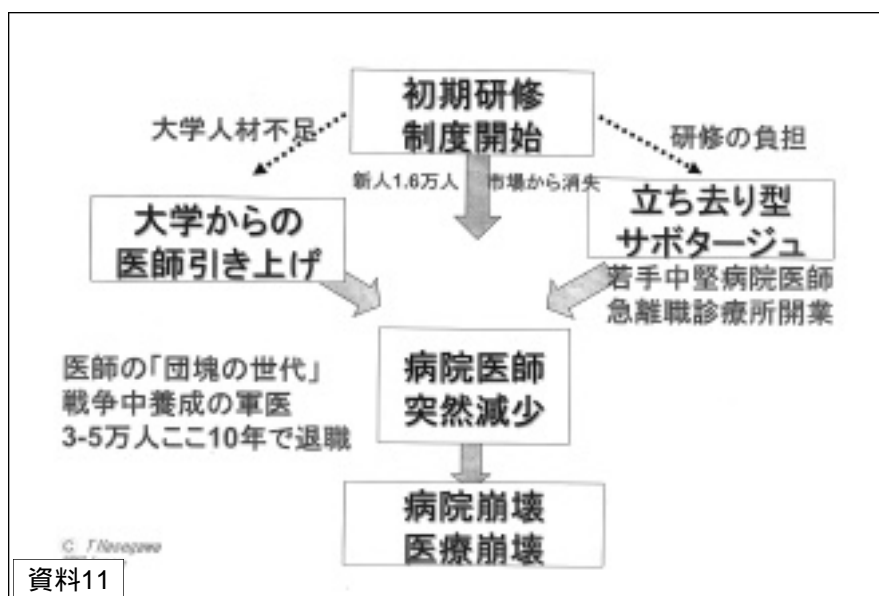 初期研修
制度開始
大学人材不足
研修の負担
新人1.6万人
市場から消失
大学からの
医師引き上げ
立ち去り型
サボタージュ
若手中堅病院医師
急離職診療所開業
医師の「団塊の世代」
戦争中養成の軍医
3-5万人ここ10年で退職
病院医師
突然減少
病院崩壊
医療崩壊
C. T Hasegawa
資料11